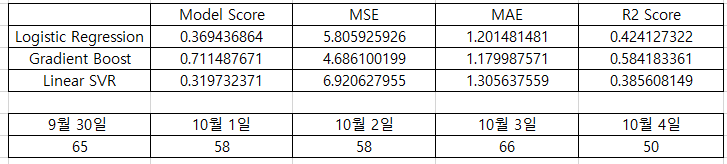 Model Score MSE MAE R2 Score
Logistic Regression 0.369436864 5.805925926 1.201481481 0.424127322
Gradient Boost 0.711487671 4.686100199 1.179987571 0.584183361
Linear SVR 0.319732371 6.920627955 1.305637559 0.385608149
9월 30일 10월 1일 10월 2일 10월 3일 10월 4일
65 58 58 66 50